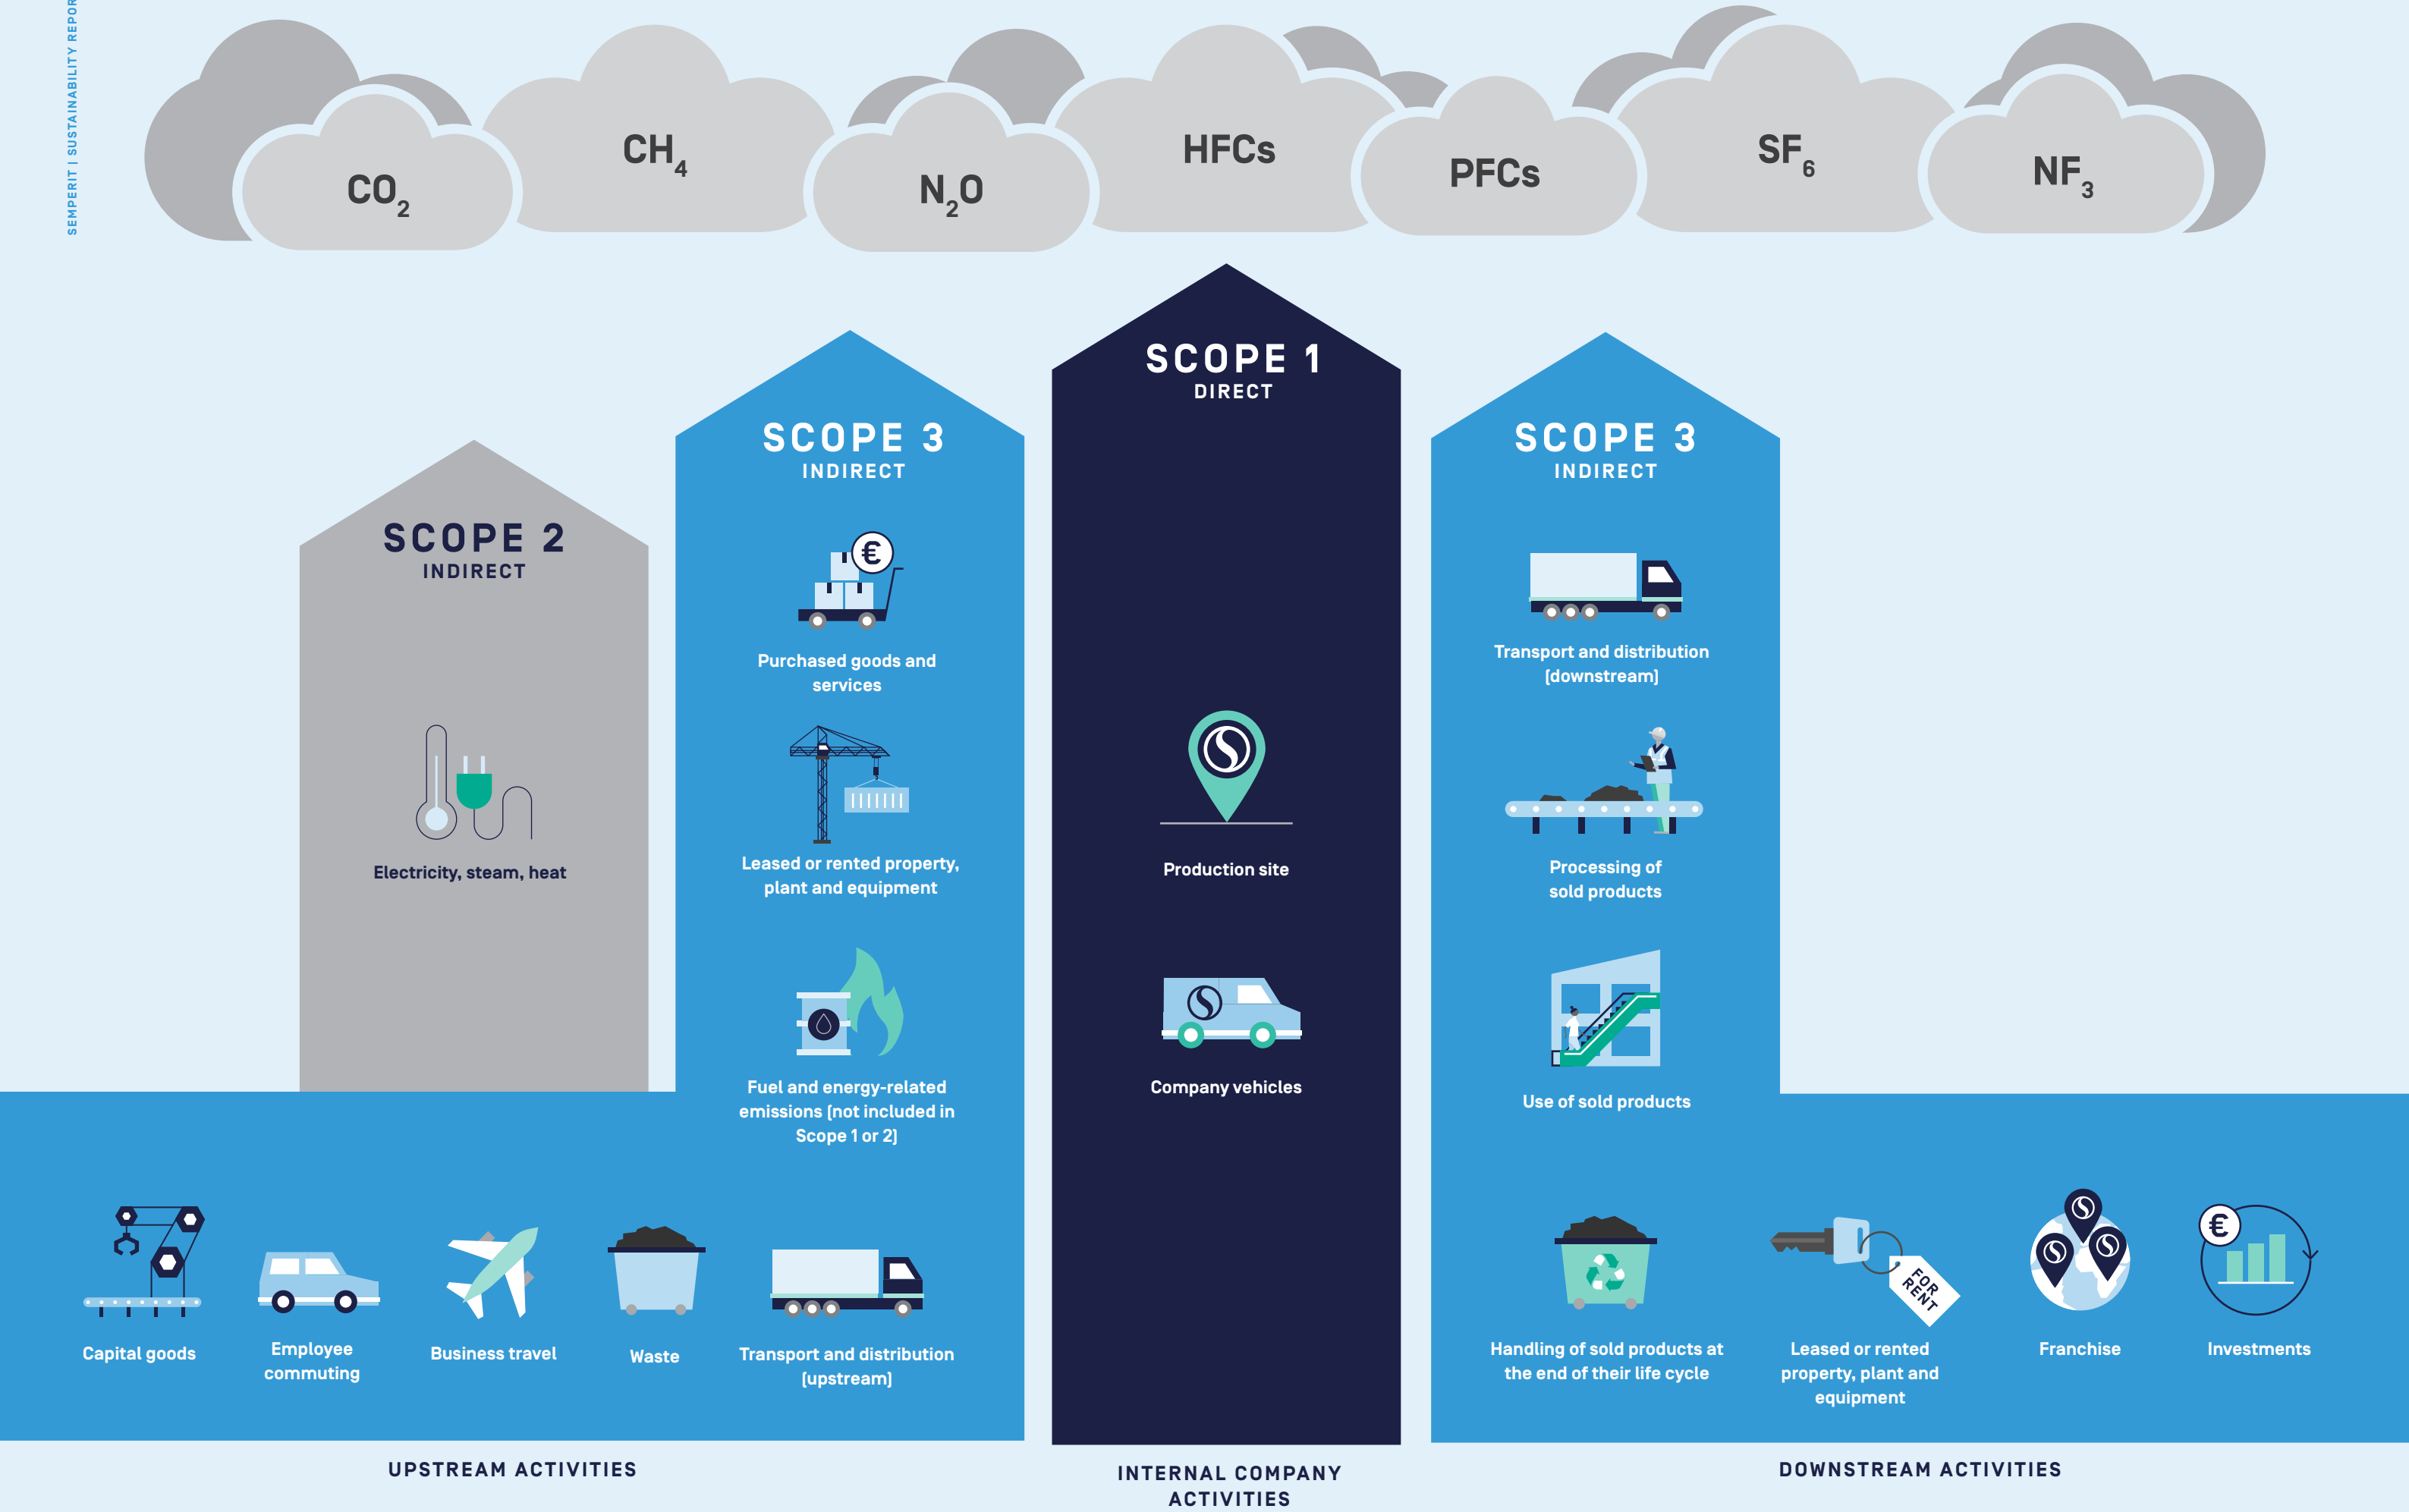 SEMPERIT | SUSTAINABILITY REPOR
CO2
CH4
N2O
HFCs
PFCs
SF6
NF3
SCOPE 1
DIRECT
Production site
Company vehicles
SCOPE 2
INDIRECT
Electricity, steam, heat
SCOPE 3
INDIRECT
€
Purchased goods and
services
Leased or rented property,
plant and equipment
Fuel and energy-related
emissions (not included in
Scope 1 or 2)
Capital goods
Employee
commuting
Business travel
Waste
Transport and distribution
(upstream)
SCOPE 3
INDIRECT
Transport and distribution
(downstream)
Processing of
sold products
Use of sold products
Handling of sold products at
the end of their life cycle
FOR
RENT
Leased or rented
property, plant and
equipment
Franchise
€
Investments
UPSTREAM ACTIVITIES
INTERNAL COMPANY
ACTIVITIES
DOWNSTREAM ACTIVITIES